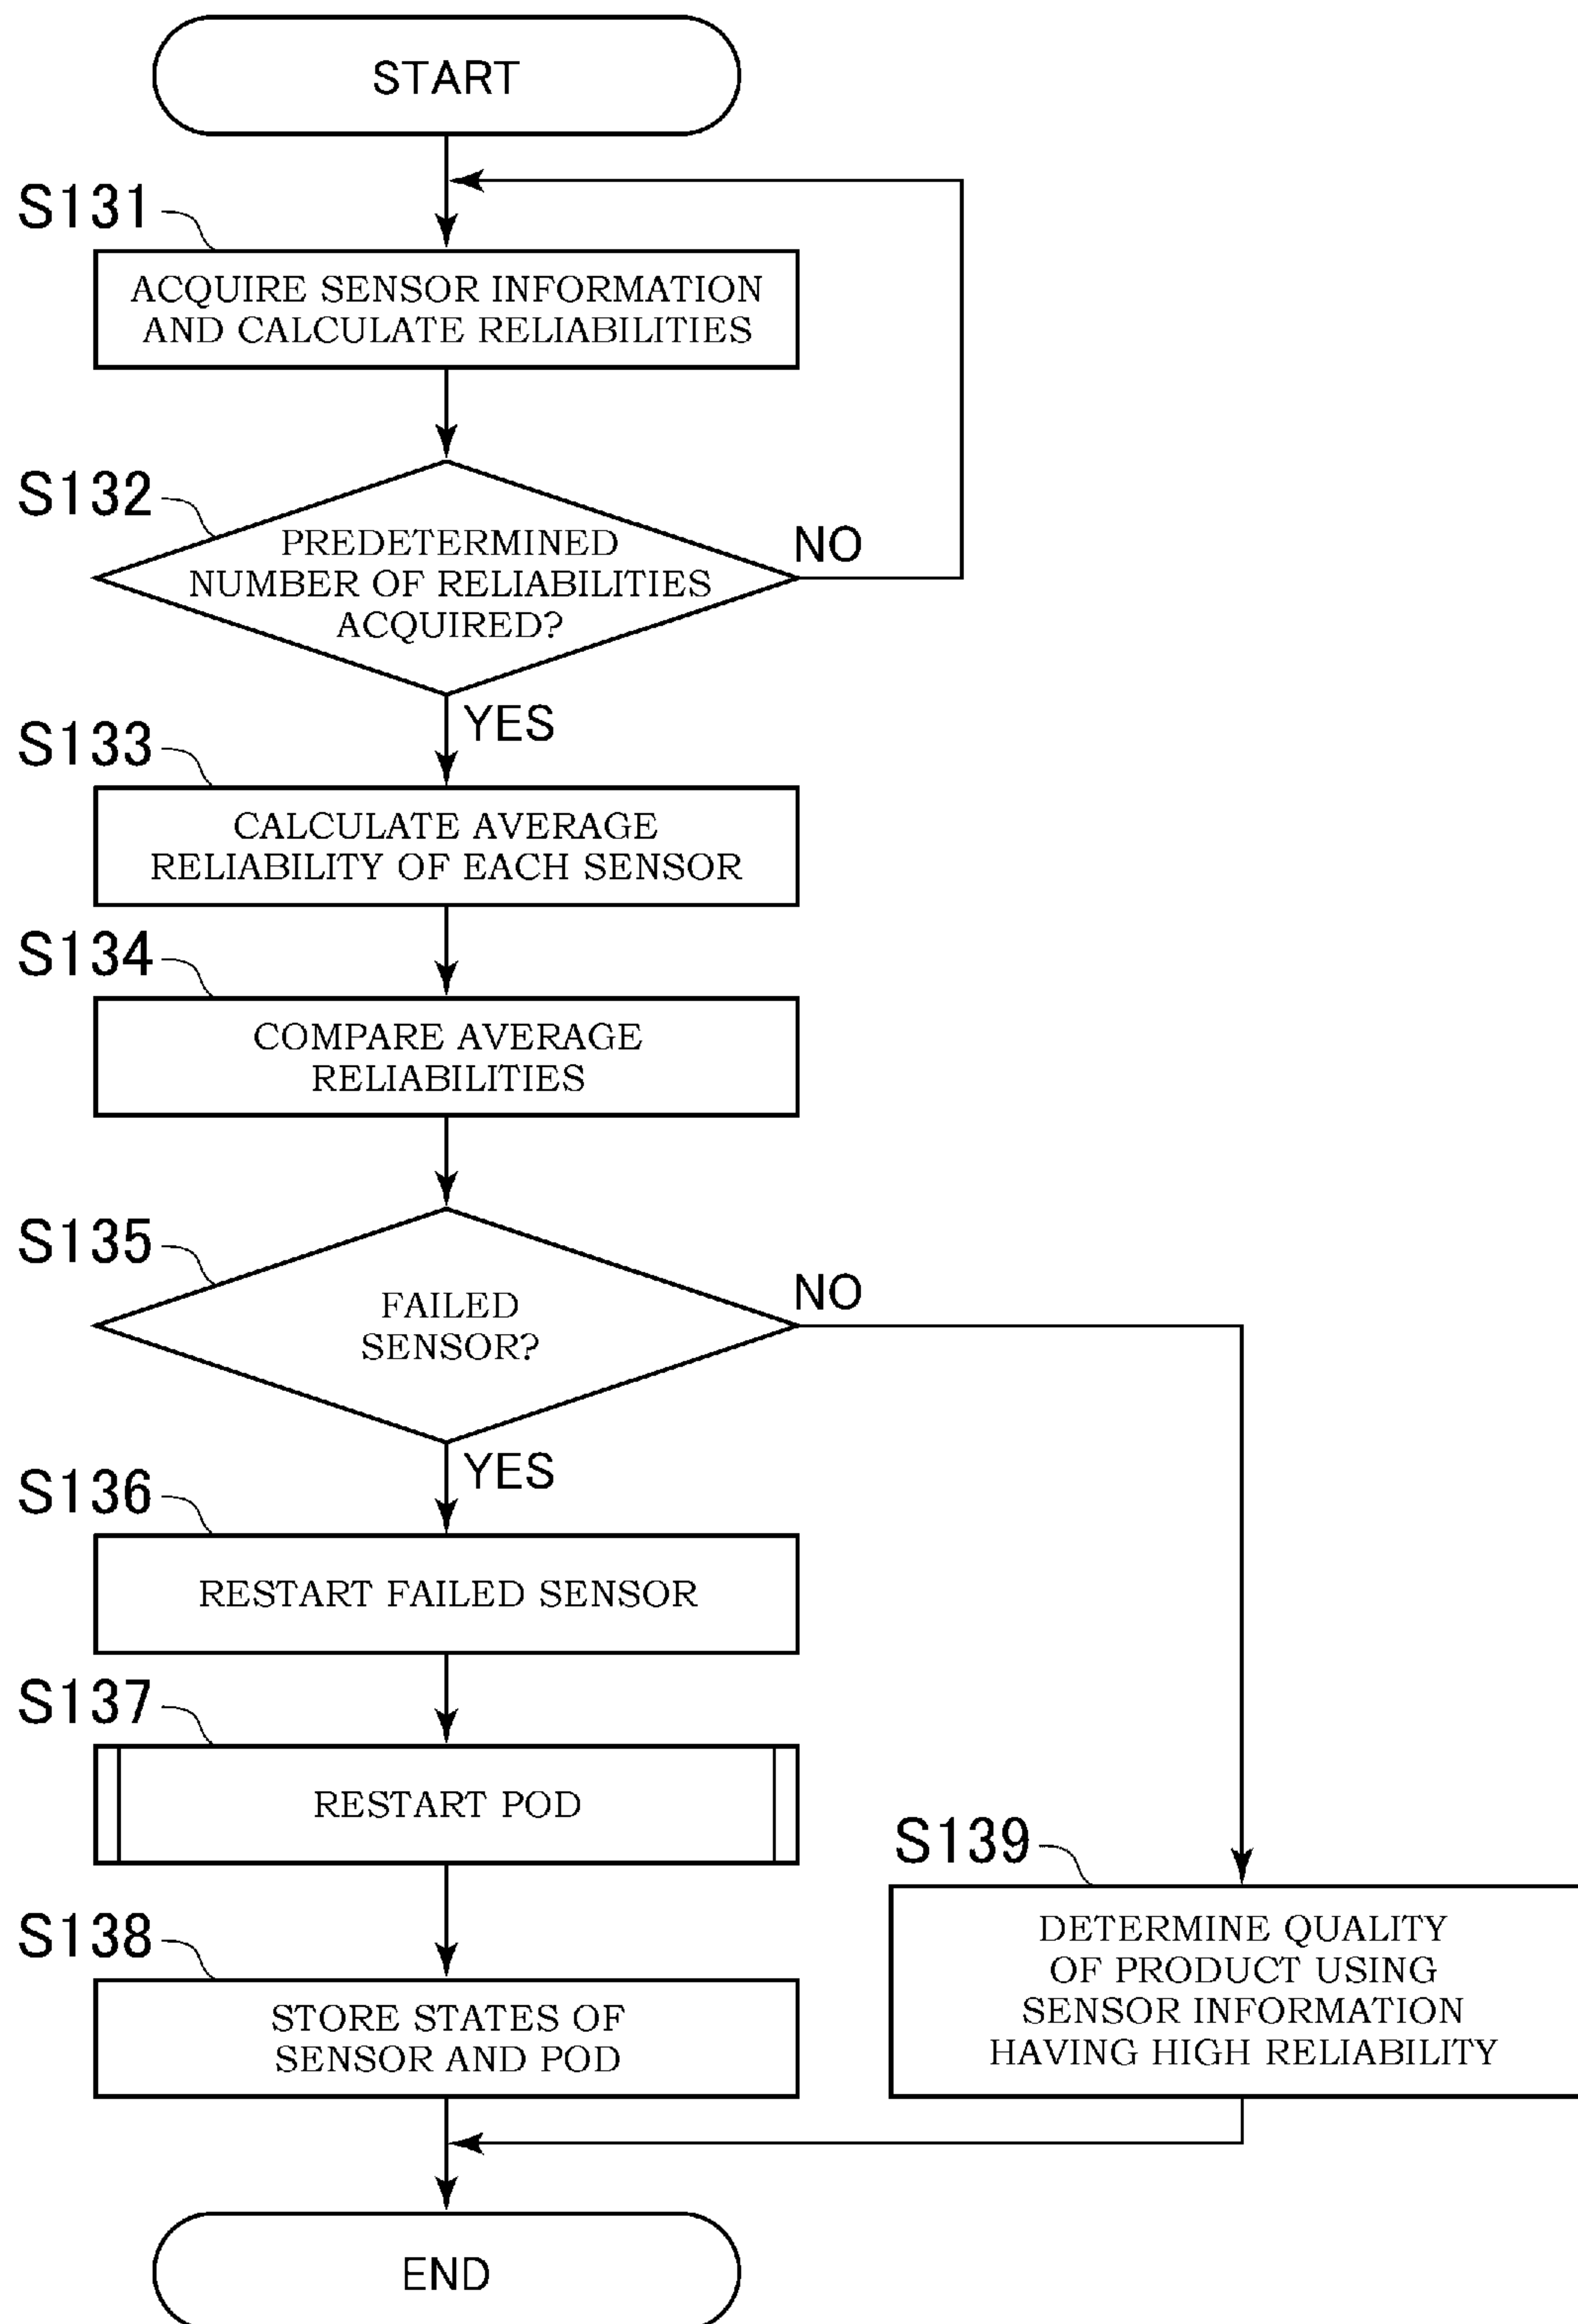 START
S131
ACQUIRE SENSOR INFORMATION
AND CALCULATE RELIABILITIES
S132
PREDETERMINED
NUMBER OF RELIABILITIES
ACQUIRED?
NO
YES
S133
CALCULATE AVERAGE
RELIABILITY OF EACH SENSOR
S134
COMPARE AVERAGE
RELIABILITIES
S135
FAILED
SENSOR?
NO
YES
S136
RESTART FAILED SENSOR
S137
RESTART POD
S138
STORE STATES OF
SENSOR AND POD
S139
DETERMINE QUALITY
OF PRODUCT USING
SENSOR INFORMATION
HAVING HIGH RELIABILITY
END